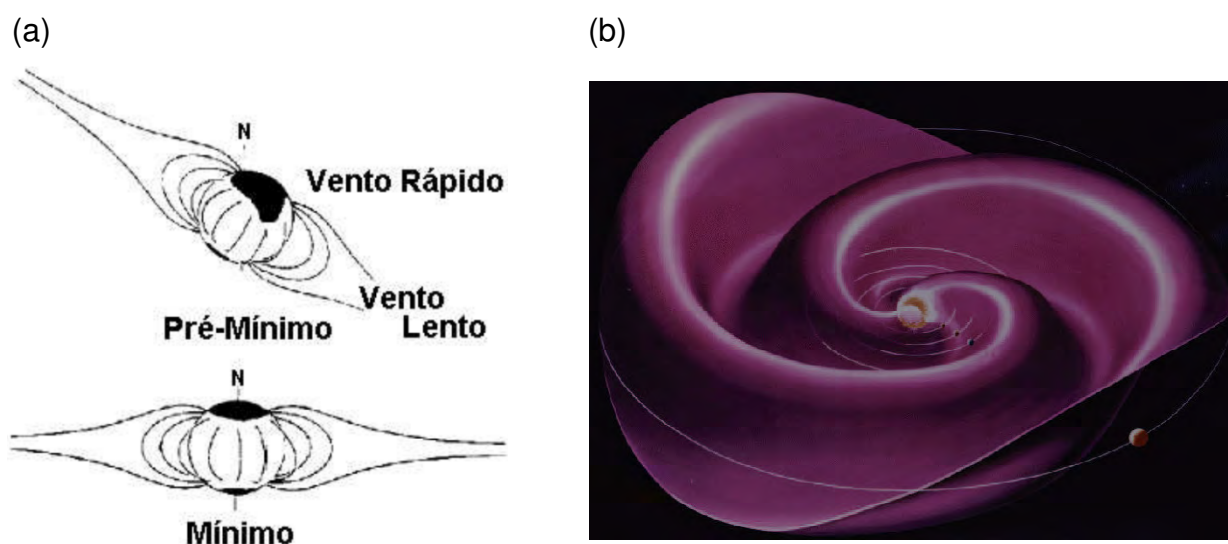 (a)
(b)
N
Vento Rápido
Vento
Lento
Pré-Mínimo
N
Mínimo